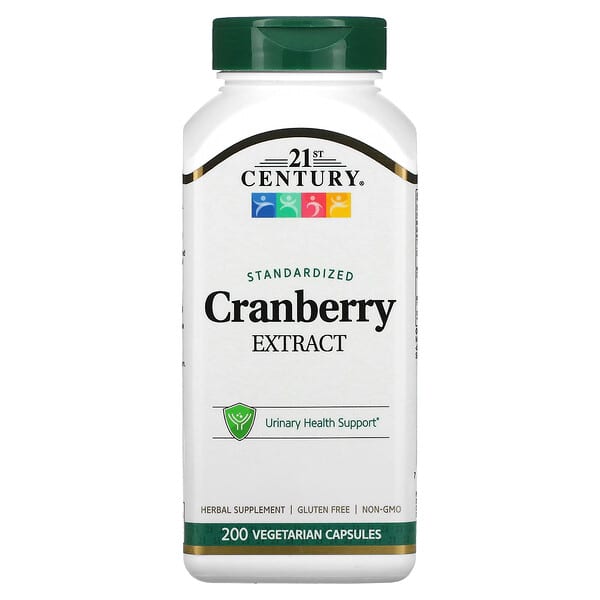 21ST
CENTURY®
STANDARDIZED
Cranberry
EXTRACT
Urinary Health Support*
HERBAL SUPPLEMENT | GLUTEN FREE | NON-GMO
200 VEGETARIAN CAPSULES